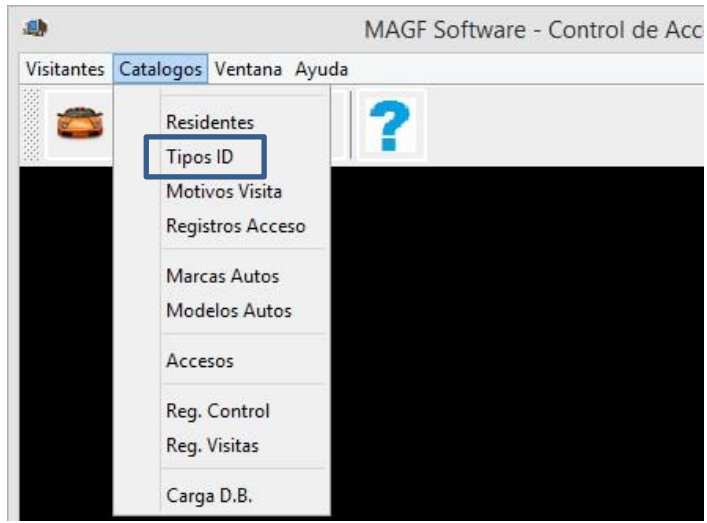 MAGF Software - Control de Acc
Visitantes Catalogos Ventana Ayuda
?
Residentes
Tipos ID
Motivos Visita
Registros Acceso
Marcas Autos
Modelos Autos
Accesos
Reg. Control
Reg. Visitas
Carga D.B.